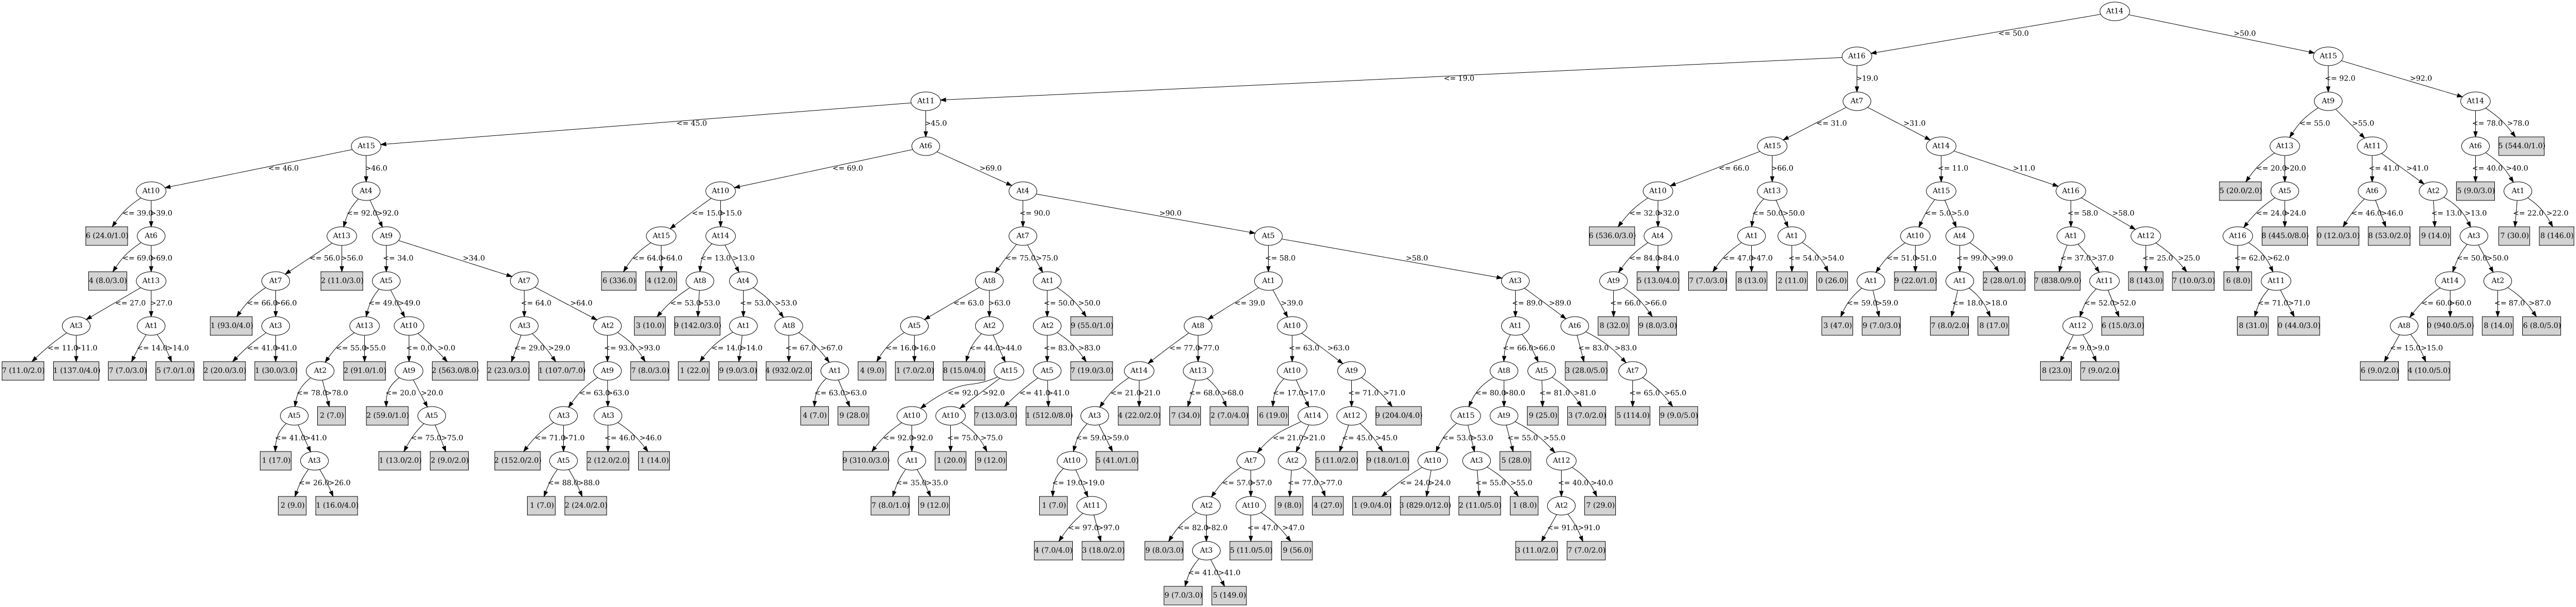 At14
<= 50.0 >50.0
At16 At15
<= 19.0 >19.0 <= 92.0 >92.0
At11 At7 At9 At14
<= 45.0 >45.0 <= 31.0 >31.0 <= 55.0 >55.0 <= 78.0 >78.0
At15 At6 At15 At14 At13 At11 At6 5 (544.0/1.0)
<= 46.0 >46.0 <= 69.0 >69.0 <= 66.0 >66.0 <= 11.0 >11.0 <= 20.0 >20.0 <= 41.0 >41.0 <= 40.0 >40.0
At10 At4 At10 At4 At10 At13 At15 At16 5 (20.0/2.0) At5 At6 At2 5 (9.0/3.0) At1
<= 39.0 >39.0 <= 92.0 >92.0 <= 15.0 >15.0 <= 90.0 >90.0 <= 32.0 >32.0 <= 50.0 >50.0 <= 5.0 >5.0 <= 58.0 >58.0 <= 24.0 >24.0 <= 46.0 >46.0 <= 13.0 >13.0 <= 22.0 >22.0
6 (24.0/1.0) At6 At13 At9 At15 At14 At7 At5 6 (536.0/3.0) At4 At1 At1 At10 At4 At1 At12 At16 8 (445.0/8.0) 0 (12.0/3.0) 8 (53.0/2.0) 9 (14.0) At3 7 (30.0) 8 (146.0)
<= 69.0 >69.0 <= 56.0 >56.0 <= 34.0 >34.0 <= 64.0 >64.0 <= 13.0 >13.0 <= 75.0 >75.0 <= 58.0 >58.0 <= 84.0 >84.0 <= 47.0 >47.0 <= 54.0 >54.0 <= 51.0 >51.0 <= 99.0 >99.0 <= 37.0 >37.0 <= 25.0 >25.0 <= 62.0 >62.0 <= 50.0 >50.0
4 (8.0/3.0) At13 At7 2 (11.0/3.0) At5 At7 6 (336.0) 4 (12.0) At8 At4 At8 At1 At1 At3 At9 5 (13.0/4.0) 7 (7.0/3.0) 8 (13.0) 2 (11.0) 0 (26.0) At1 9 (22.0/1.0) At1 2 (28.0/1.0) 7 (838.0/9.0) At11 8 (143.0) 7 (10.0/3.0) 6 (8.0) At11 At14 At2
<= 27.0 >27.0 <= 66.0 >66.0 <= 49.0 >49.0 <= 64.0 >64.0 <= 53.0 >53.0 <= 53.0 >53.0 <= 63.0 >63.0 <= 50.0 >50.0 <= 39.0 >39.0 <= 89.0 >89.0 <= 66.0 >66.0 <= 59.0 >59.0 <= 18.0 >18.0 <= 52.0 >52.0 <= 71.0 >71.0 <= 60.0 >60.0 <= 87.0 >87.0
At3 At1 1 (93.0/4.0) At3 At13 At10 At3 At2 3 (10.0) 9 (142.0/3.0) At1 At8 At5 At2 At2 9 (55.0/1.0) At8 At10 At1 At6 8 (32.0) 9 (8.0/3.0) 3 (47.0) 9 (7.0/3.0) 7 (8.0/2.0) 8 (17.0) At12 6 (15.0/3.0) 8 (31.0) 0 (44.0/3.0) At8 0 (940.0/5.0) 8 (14.0) 6 (8.0/5.0)
<= 11.0 >11.0 <= 14.0 >14.0 <= 41.0 >41.0 <= 55.0 >55.0 <= 0.0 >0.0 <= 29.0 >29.0 <= 93.0 >93.0 <= 14.0 >14.0 <= 67.0 >67.0 <= 16.0 >16.0 <= 44.0 >44.0 <= 83.0 >83.0 <= 77.0 >77.0 <= 63.0 >63.0 <= 66.0 >66.0 <= 83.0 >83.0 <= 9.0 >9.0 <= 15.0 >15.0
7 (11.0/2.0) 1 (137.0/4.0) 7 (7.0/3.0) 5 (7.0/1.0) 2 (20.0/3.0) 1 (30.0/3.0) At2 2 (91.0/1.0) At9 2 (563.0/8.0) 2 (23.0/3.0) 1 (107.0/7.0) At9 7 (8.0/3.0) 1 (22.0) 9 (9.0/3.0) 4 (932.0/2.0) At1 4 (9.0) 1 (7.0/2.0) 8 (15.0/4.0) At15 At5 7 (19.0/3.0) At14 At13 At10 At9 At8 At5 3 (28.0/5.0) At7 8 (23.0) 7 (9.0/2.0) 6 (9.0/2.0) 4 (10.0/5.0)
<= 78.0 >78.0 <= 20.0 >20.0 <= 63.0 >63.0 <= 63.0 >63.0 <= 92.0 >92.0 <= 41.0 >41.0 <= 21.0 >21.0 <= 68.0 >68.0 <= 17.0 >17.0 <= 71.0 >71.0 <= 80.0 >80.0 <= 81.0 >81.0 <= 65.0 >65.0
At5 2 (7.0) 2 (59.0/1.0) At5 At3 At3 4 (7.0) 9 (28.0) At10 At10 7 (13.0/3.0) 1 (512.0/8.0) At3 4 (22.0/2.0) 7 (34.0) 2 (7.0/4.0) 6 (19.0) At14 At12 9 (204.0/4.0) At15 At9 9 (25.0) 3 (7.0/2.0) 5 (114.0) 9 (9.0/5.0)
<= 41.0 >41.0 <= 75.0 >75.0 <= 71.0 >71.0 <= 46.0 >46.0 <= 92.0 >92.0 <= 75.0 >75.0 <= 59.0 >59.0 <= 21.0 >21.0 <= 45.0 >45.0 <= 53.0 >53.0 <= 55.0 >55.0
1 (17.0) At3 1 (13.0/2.0) 2 (9.0/2.0) 2 (152.0/2.0) At5 2 (12.0/2.0) 1 (14.0) 9 (310.0/3.0) At1 1 (20.0) 9 (12.0) At10 5 (41.0/1.0) At7 At2 5 (11.0/2.0) 9 (18.0/1.0) At10 At3 5 (28.0) At12
<= 26.0 >26.0 <= 88.0 >88.0 <= 35.0 >35.0 <= 19.0 >19.0 <= 57.0 >57.0 <= 77.0 >77.0 <= 24.0 >24.0 <= 55.0 >55.0 <= 40.0 >40.0
2 (9.0) 1 (16.0/4.0) 1 (7.0) 2 (24.0/2.0) 7 (8.0/1.0) 9 (12.0) 1 (7.0) At11 At2 At10 9 (8.0) 4 (27.0) 1 (9.0/4.0) 3 (829.0/12.0) 2 (11.0/5.0) 1 (8.0) At2 7 (29.0)
<= 97.0 >97.0 <= 82.0 >82.0 <= 47.0 >47.0 <= 91.0 >91.0
4 (7.0/4.0) 3 (18.0/2.0) 9 (8.0/3.0) At3 5 (11.0/5.0) 9 (56.0) 3 (11.0/2.0) 7 (7.0/2.0)
<= 41.0 >41.0
9 (7.0/3.0) 5 (149.0)